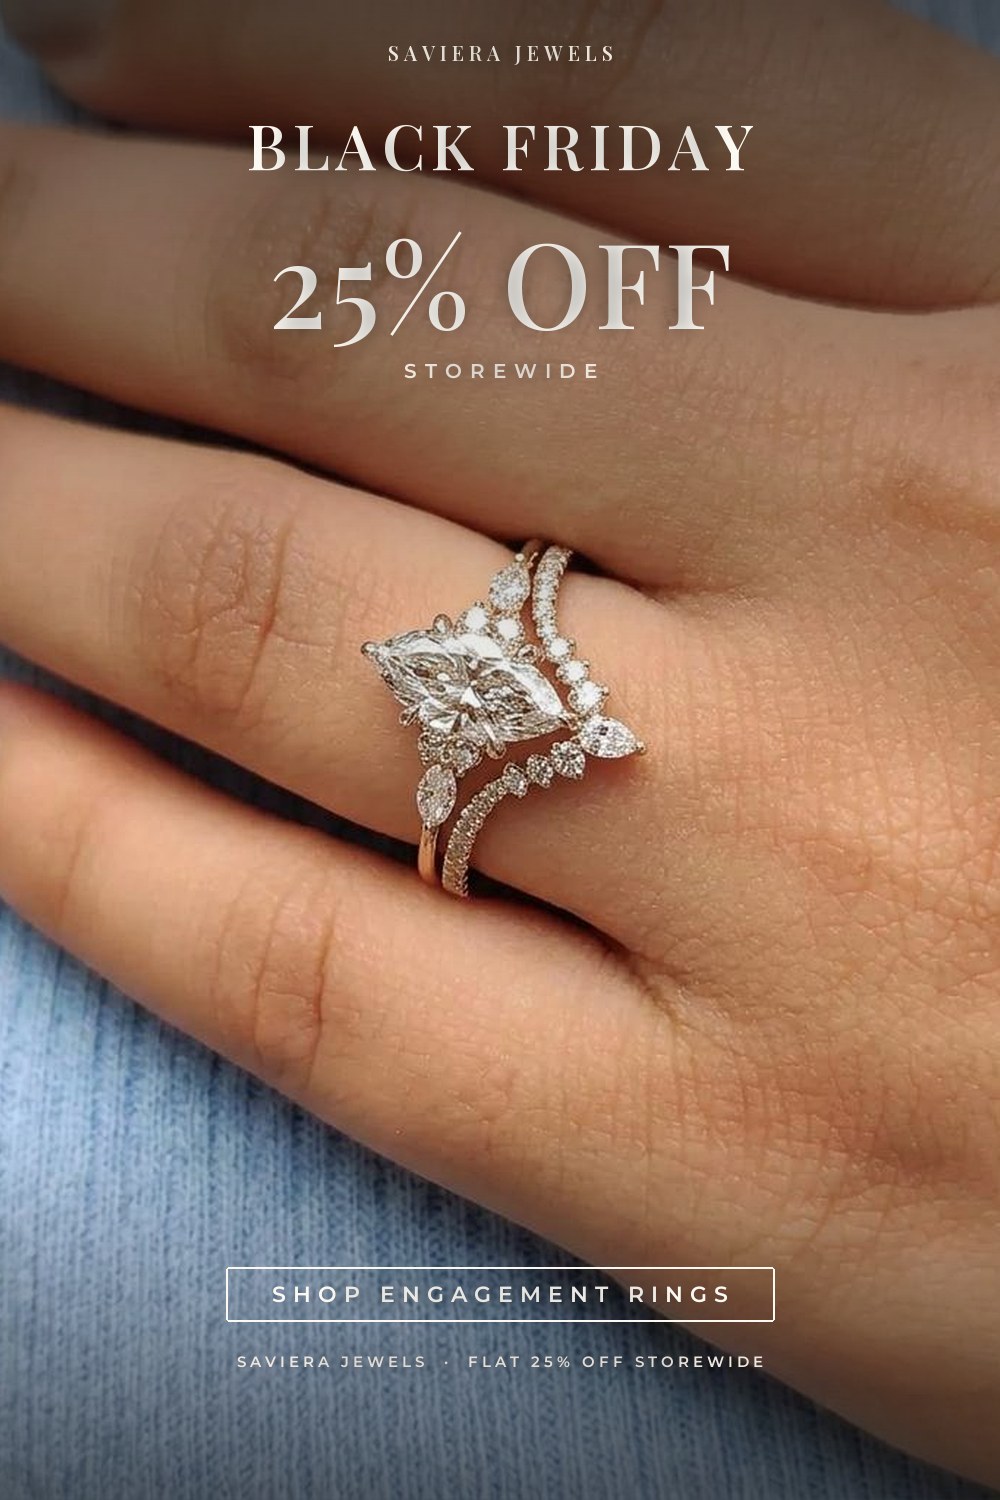 SAVIERA JEWELS
BLACK FRIDAY
25% OFF
STOREWIDE
SHOP ENGAGEMENT RINGS
SAVIERA JEWELS · FLAT 25% OFF STOREWIDE